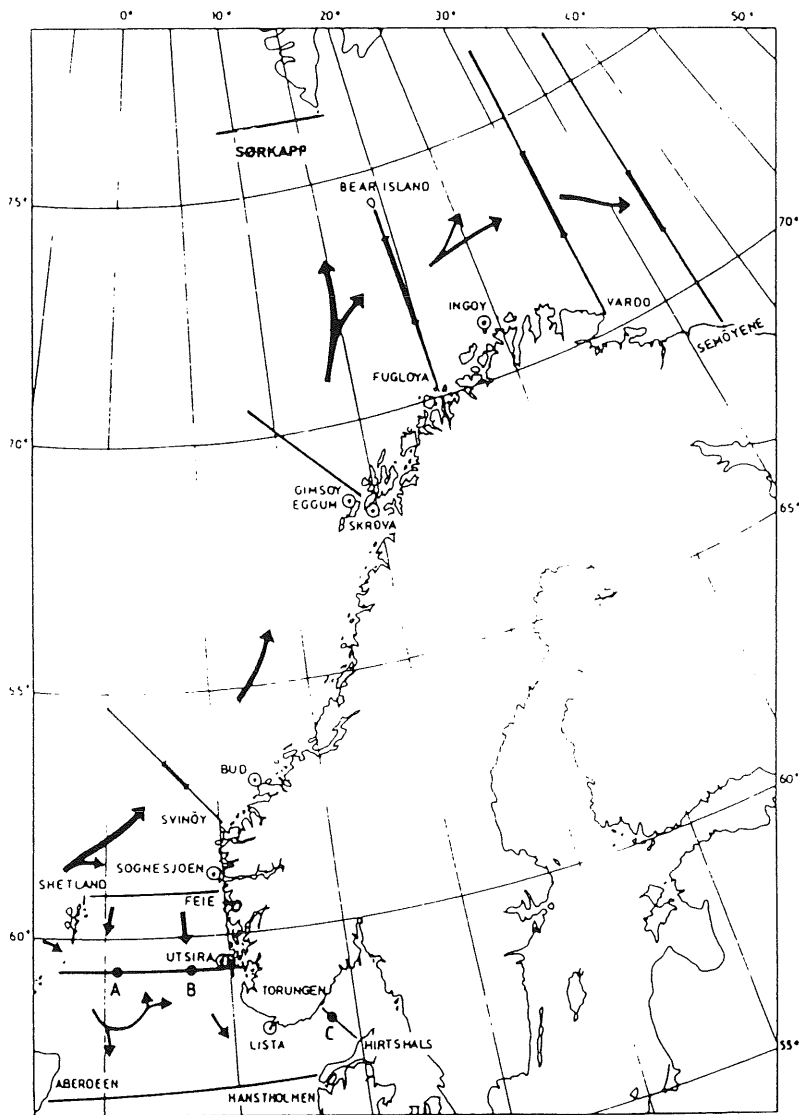 0° 10° 20° 30° 40° 50°
SØRKAPP
BEAR ISLAND
75°
70°
INGOY
VARDO
SEMÖYENE
FUGLOYA
70°
GIMSOY
EGGUM
SKROVA
65°
65°
BUD
60°
SVINÖY
SOGNESJOEN
SHETLAND
FEIE
60°
UTSIRA
A B
TORUNGEN
C
LISTA
HIRTSHALS
55°
ABERDEEN
HANSTHOLMEN